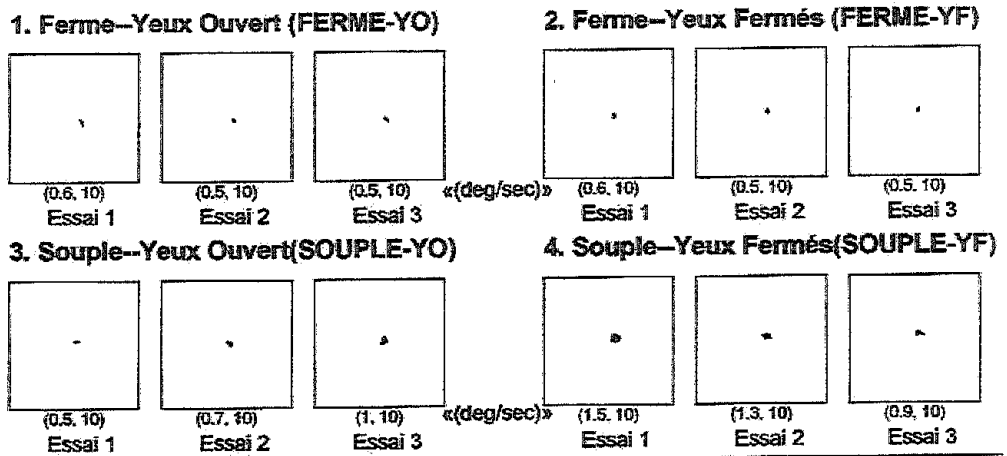 1. Ferme--Yeux Ouvert (FERME-YO)
(0.6, 10) (0.5, 10) (0.5, 10) «(deg/sec)»
Essai 1 Essai 2 Essai 3
2. Ferme--Yeux Fermés (FERME-YF)
(0.6, 10) (0.5, 10) (0.5, 10)
Essai 1 Essai 2 Essai 3
3. Souple--Yeux Ouvert(SOUPLE-YO)
(0.5, 10) (0.7, 10) (1, 10) «(deg/sec)»
Essai 1 Essai 2 Essai 3
4. Souple--Yeux Fermés(SOUPLE-YF)
(1.5, 10) (1.3, 10) (0.9, 10)
Essai 1 Essai 2 Essai 3